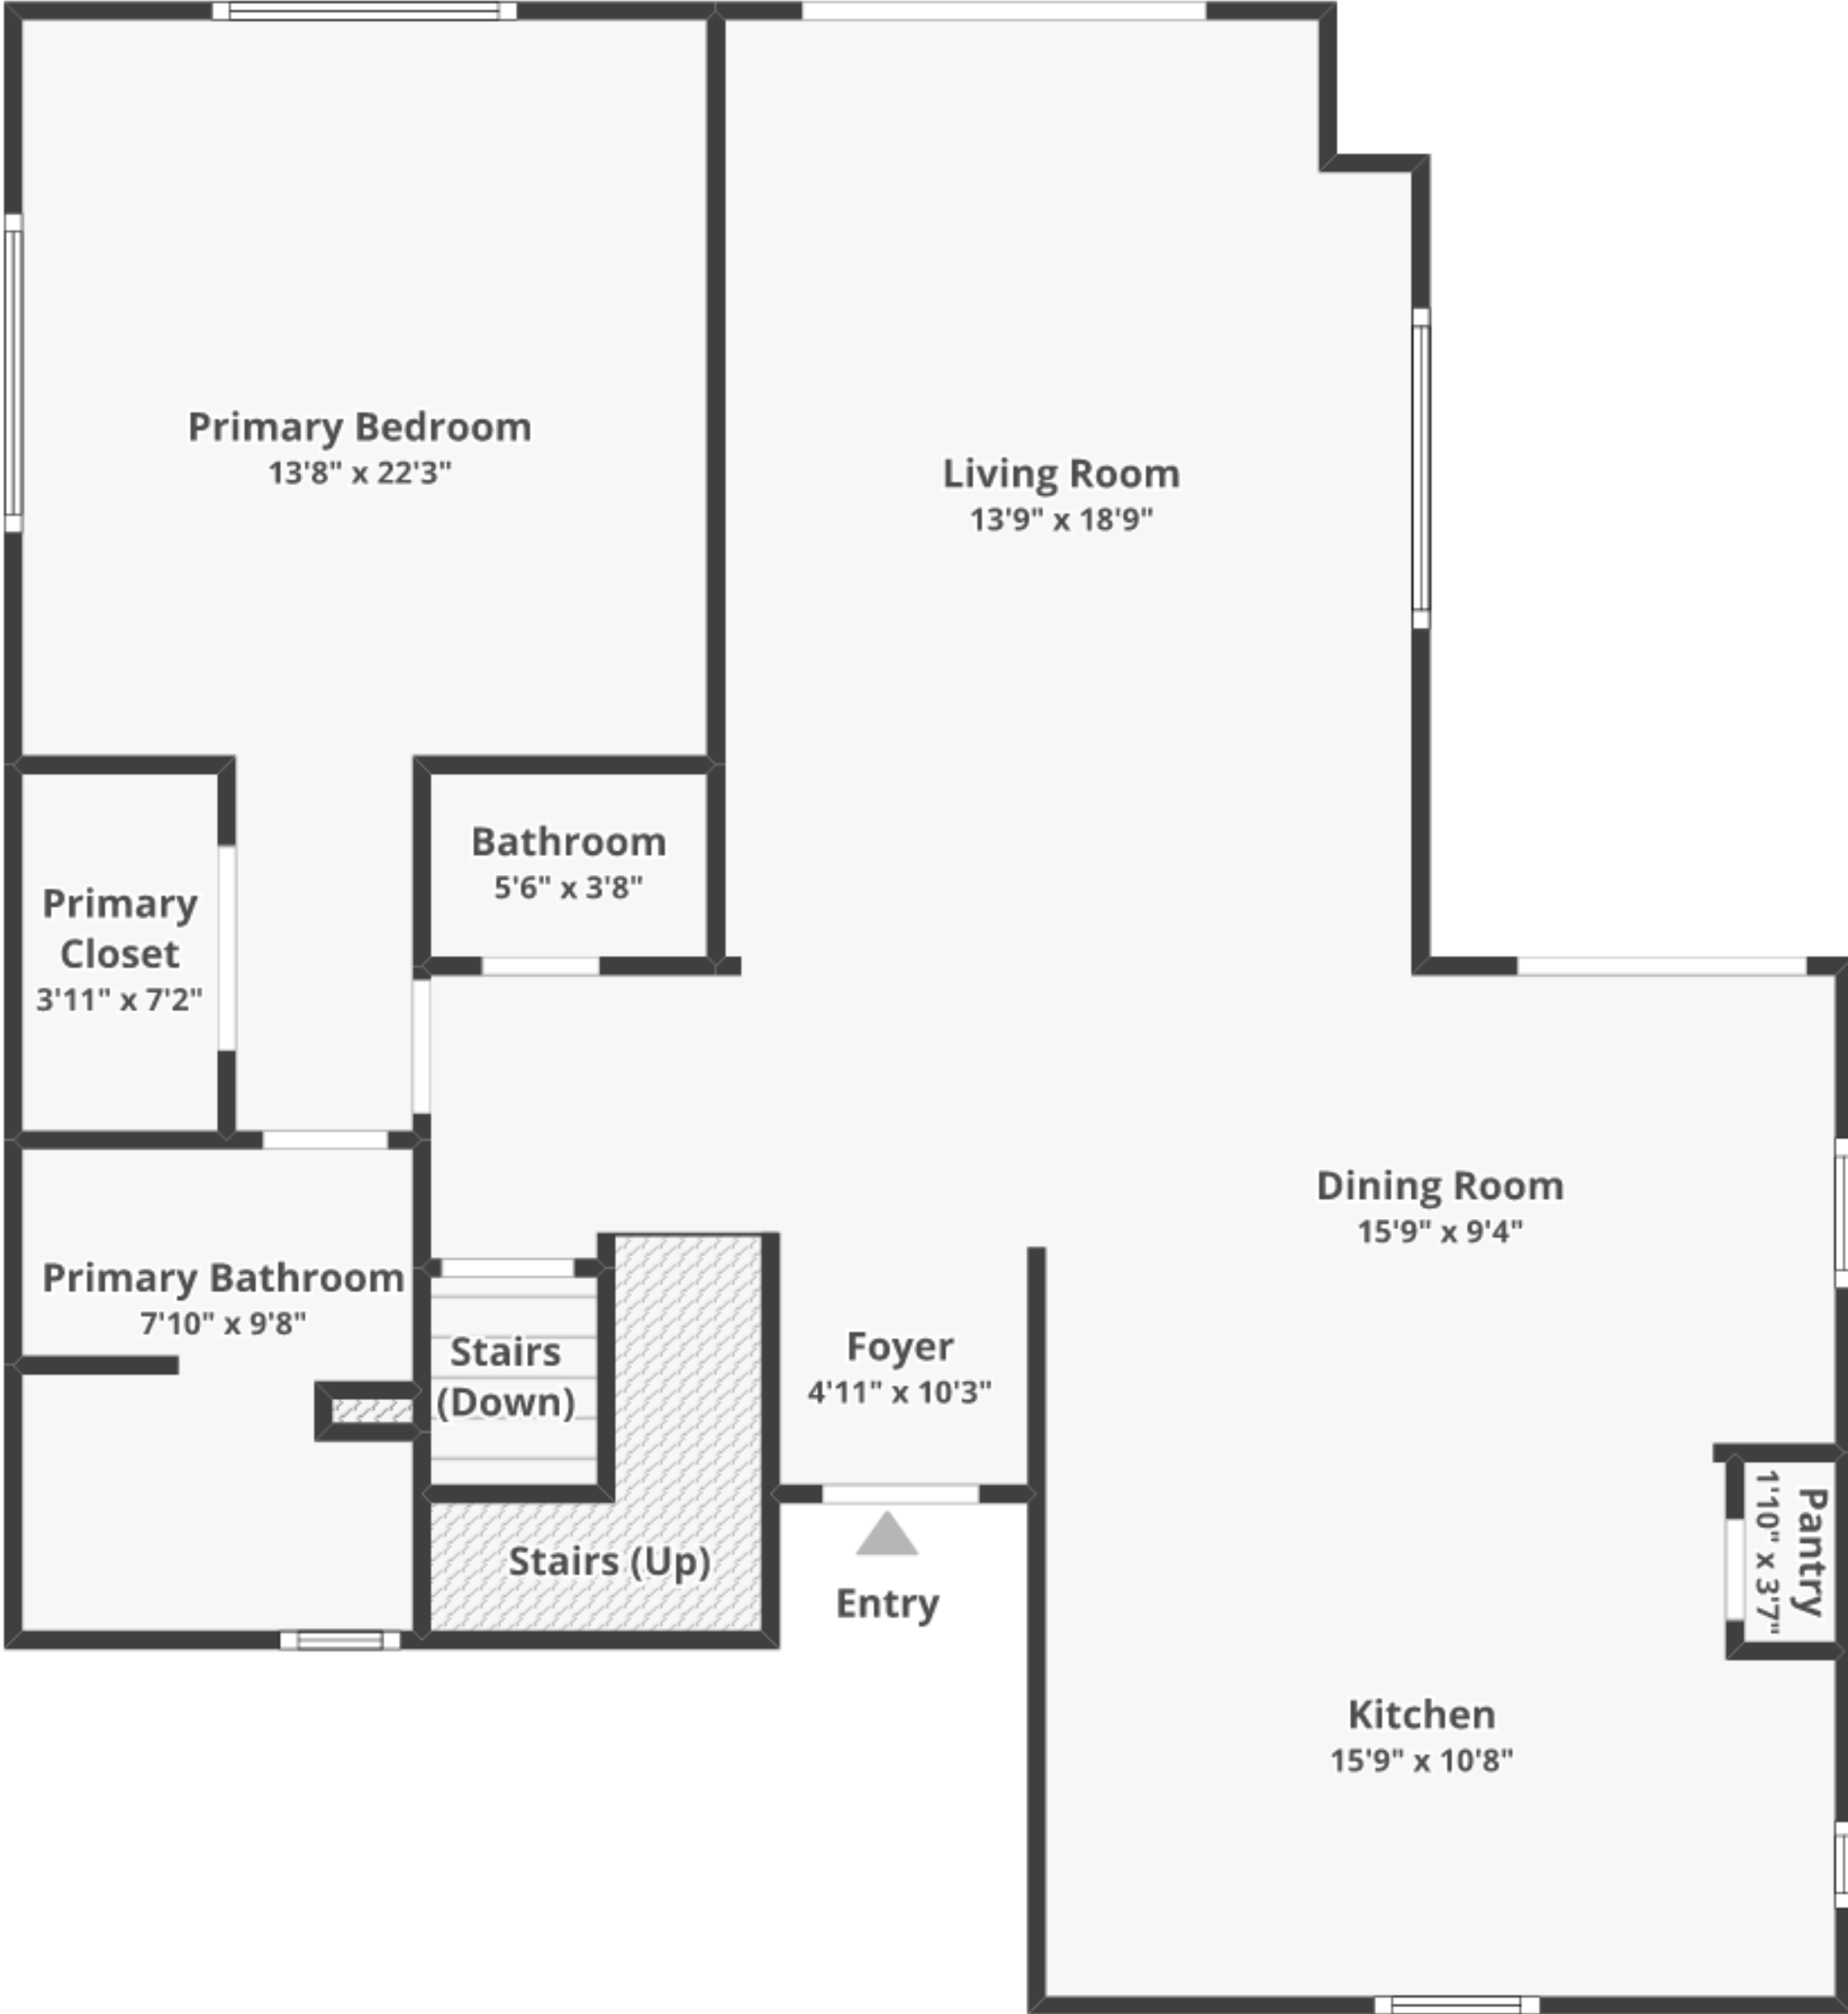 Primary Bedroom
13'8" x 22'3"
Living Room
13'9" x 18'9"
Bathroom
5'6" x 3'8"
Primary
Closet
3'11" x 7'2"
Dining Room
15'9" x 9'4"
Primary Bathroom
7'10" x 9'8"
Stairs
(Down)
Foyer
4'11" x 10'3"
Stairs (Up)
Entry
Pantry
1'10" x 3'7"
Kitchen
15'9" x 10'8"